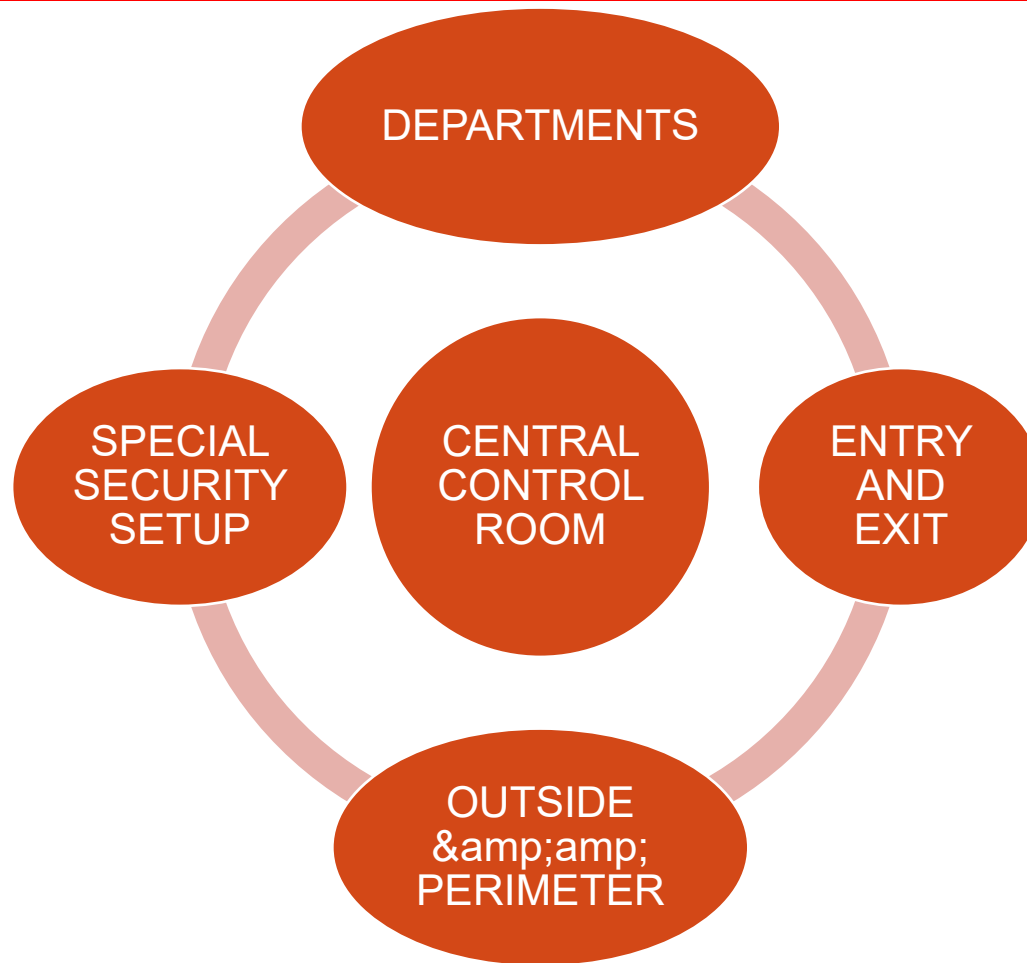 DEPARTMENTS
SPECIAL
SECURITY
SETUP
CENTRAL
CONTROL
ROOM
ENTRY
AND
EXIT
OUTSIDE
&amp;amp;
PERIMETER